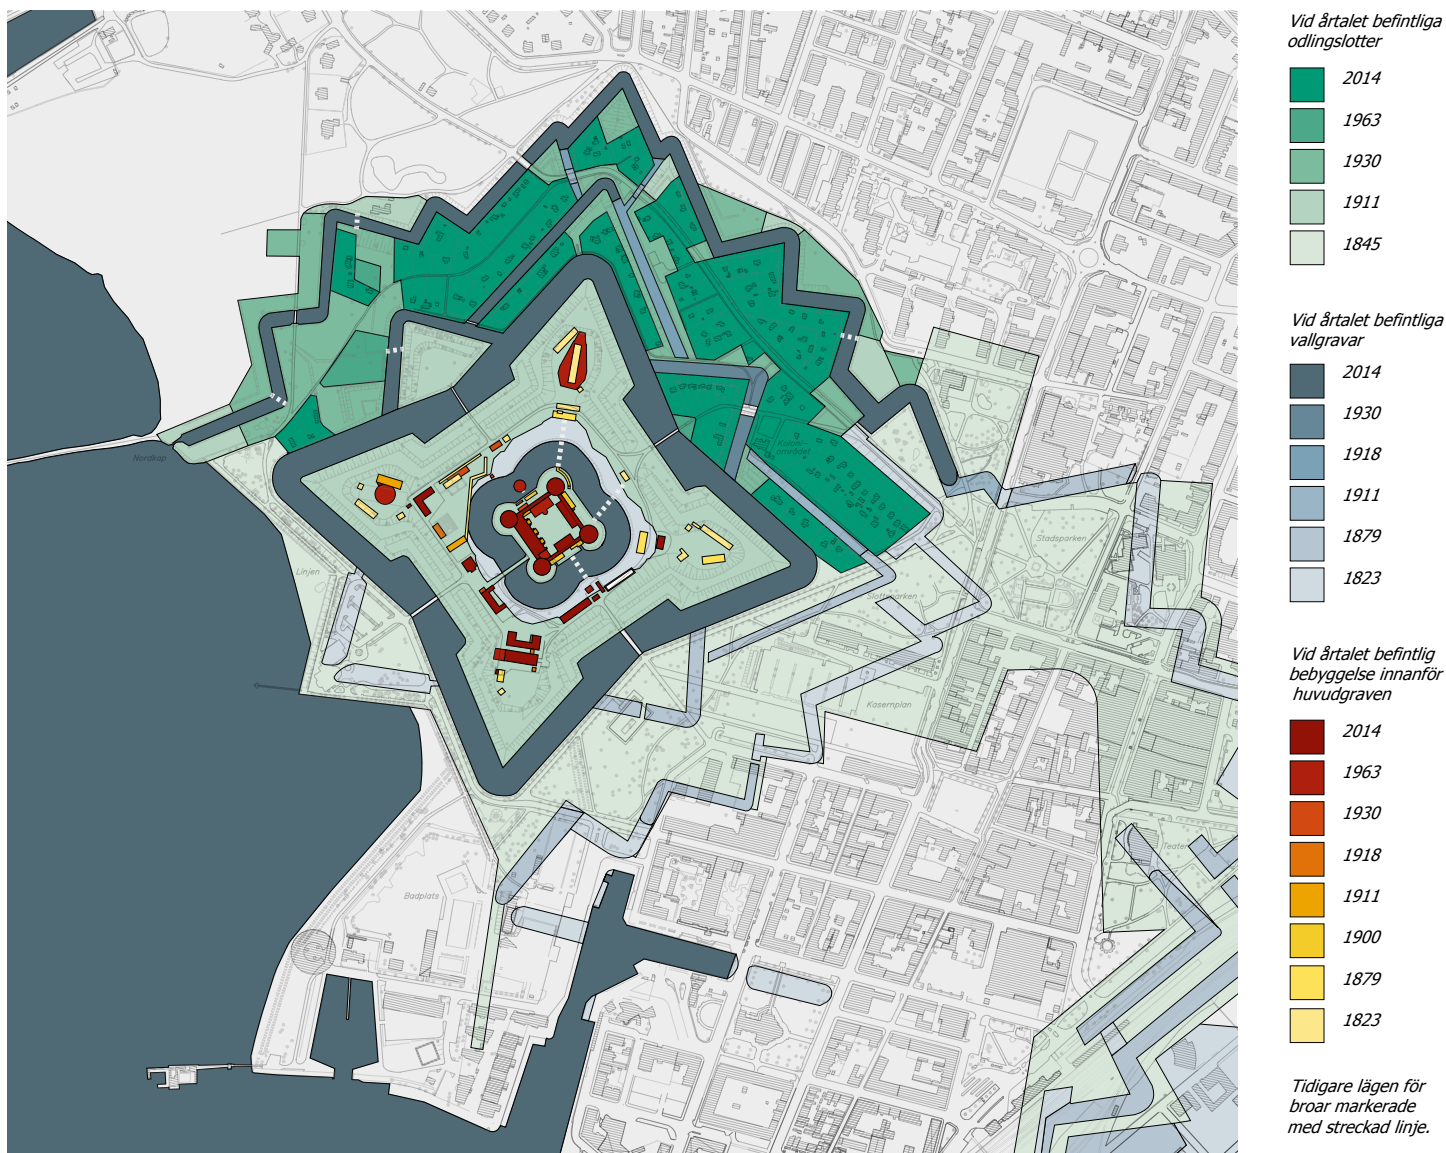 Vid årtalet befintliga
odlingslotter
2014
1963
1930
1911
1845
Vid årtalet befintliga
vallgravar
2014
1930
1918
1911
1879
1823
Vid årtalet befintlig
bebyggelse innanför
huvudgraven
2014
1963
1930
1918
1911
1900
1879
1823
Tidigare lägen för
broar markerade
med streckad linje.
Nordkap
Koloni-
området
Stadsparken
Linjen
Slottsparken
Kasernplan
Teater
Badplats